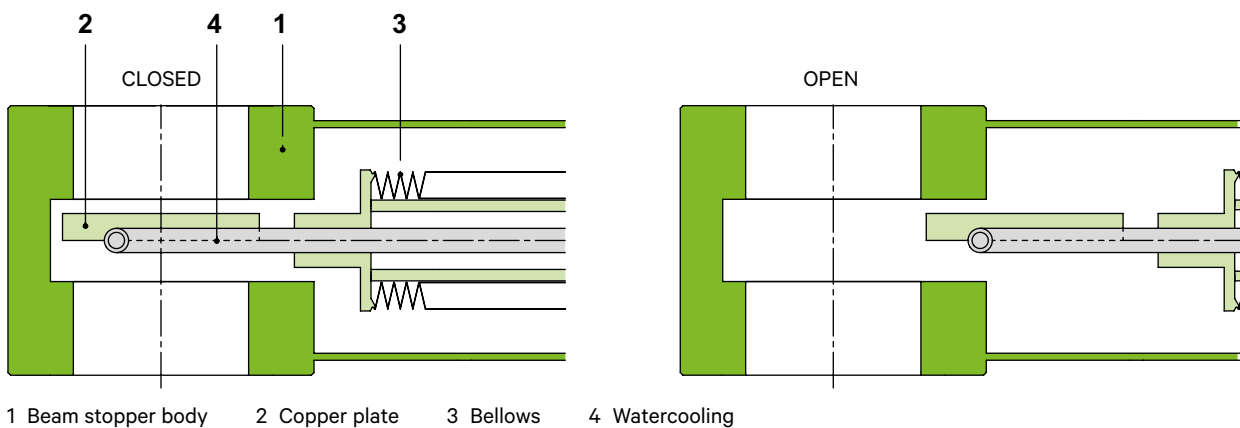 2 4 1 3
CLOSED OPEN
1 Beam stopper body 2 Copper plate 3 Bellows 4 Watercooling